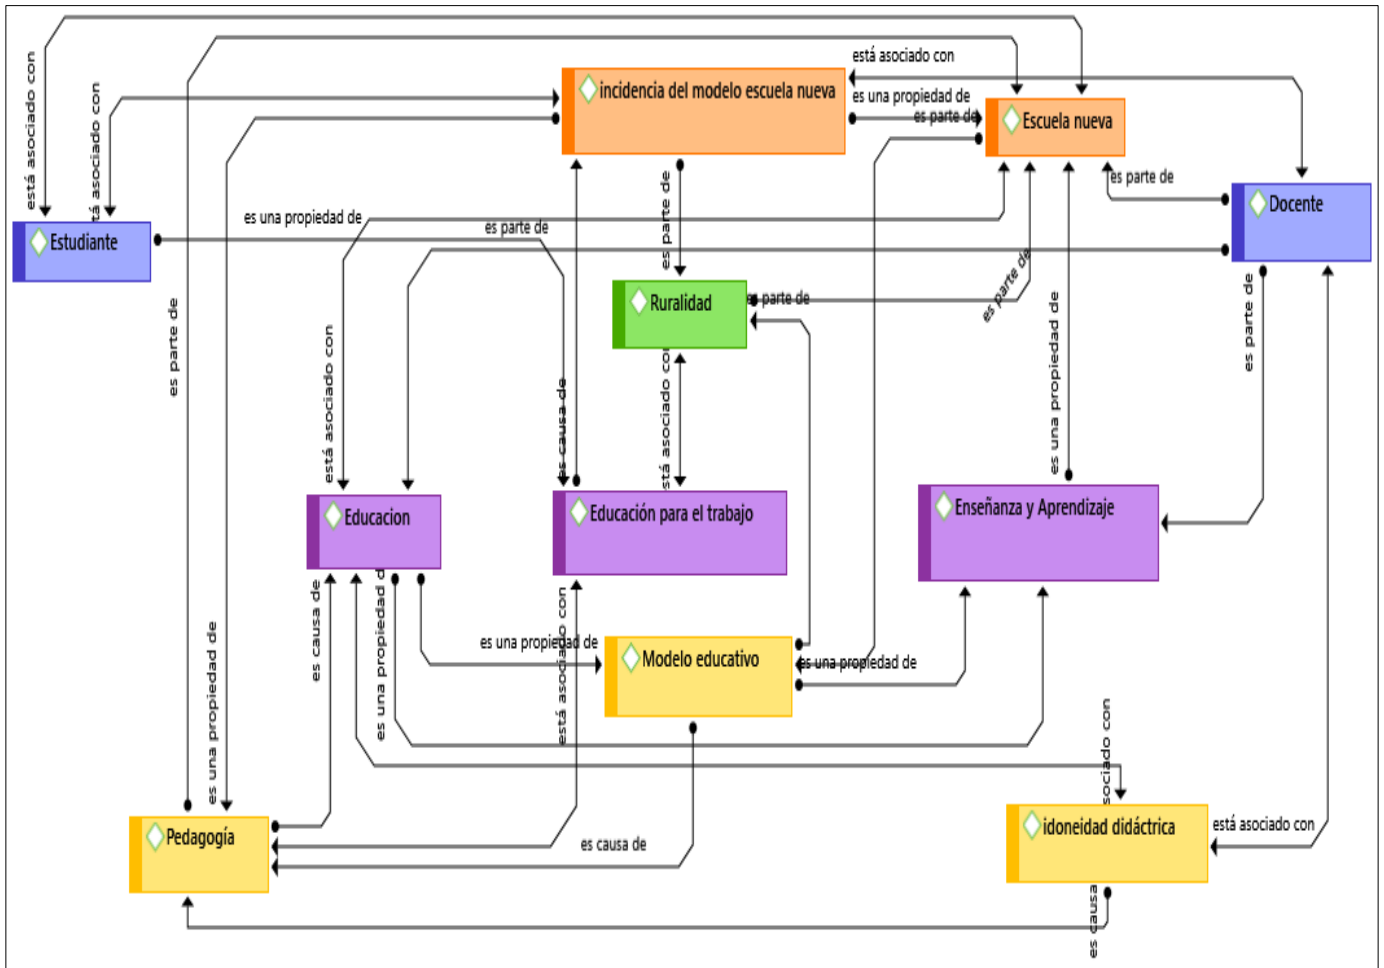 está asociado con
está asociado con
tá asociado con
incidencia del modelo escuela nueva
es una propiedad de
es parte de
Escuela nueva
es parte de
Docente
es una propiedad de
es parte de
es parte de
Estudiante
es parte de
Ruralidad
es parte de
es parte de
es parte de
es parte de
está asociado con
es causa de
stá asociado con
es una propiedad de
Educacion
Educación para el trabajo
Enseñanza y Aprendizaje
es causa de
es una propiedad d
está asociado con
es una propiedad de
Modelo educativo
es una propiedad de
es una propiedad de
sociado con
Pedagogía
es causa de
idoneidad didáctrica
está asociado con
es causa